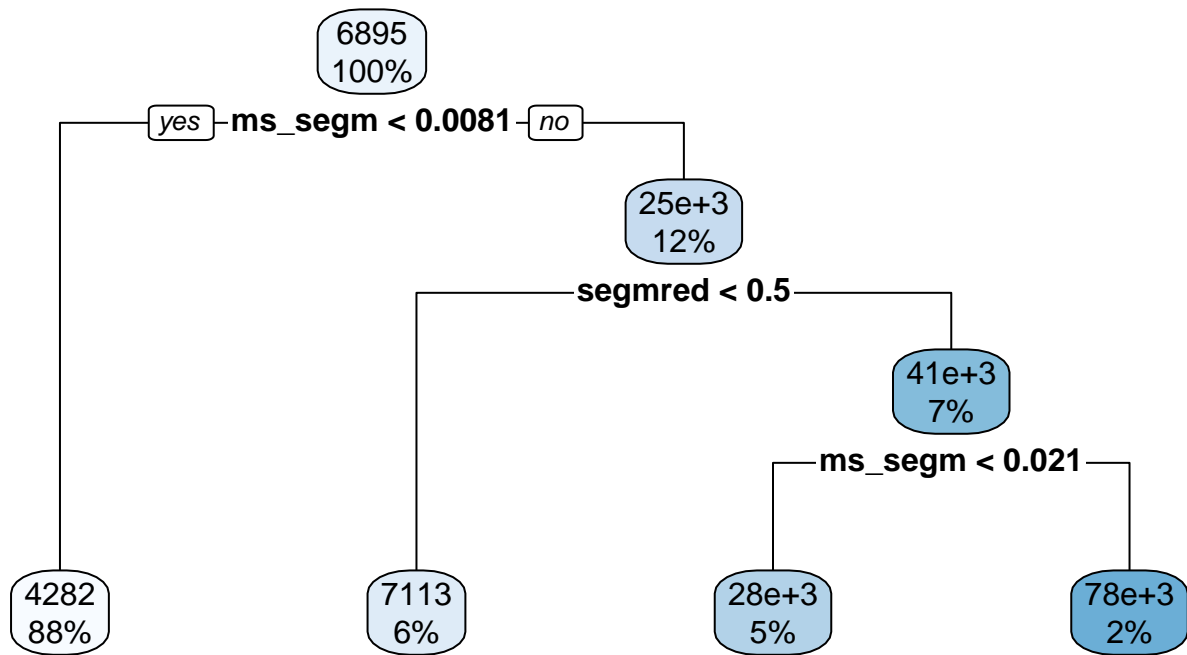 6895
100%
yes ms_segm < 0.0081 no
25e+3
12%
segmred < 0.5
41e+3
7%
ms_segm < 0.021
4282
88%
7113
6%
28e+3
5%
78e+3
2%